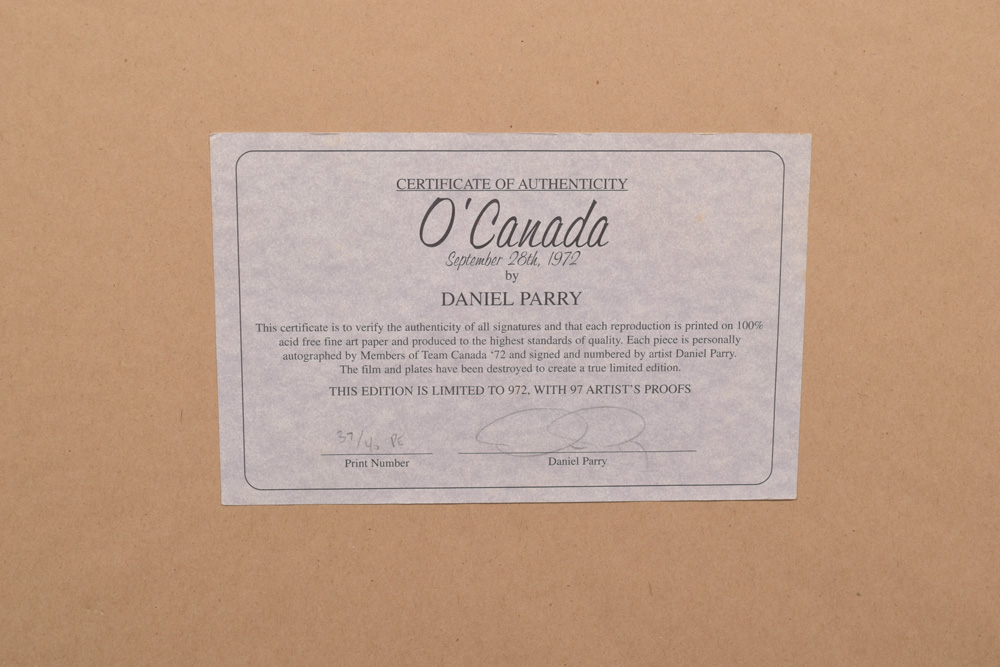 CERTIFICATE OF AUTHENTICITY
O'Canada
September 28th, 1972
by
DANIEL PARRY
This certificate is to verify the authenticity of all signatures and that each reproduction is printed on 100%
acid free fine art paper and produced to the highest standards of quality. Each piece is personally
autographed by Members of Team Canada '72 and signed and numbered by artist Daniel Parry.
The film and plates have been destroyed to create a true limited edition.
THIS EDITION IS LIMITED TO 972, WITH 97 ARTIST'S PROOFS
37/40 PE
Print Number
Daniel Parry